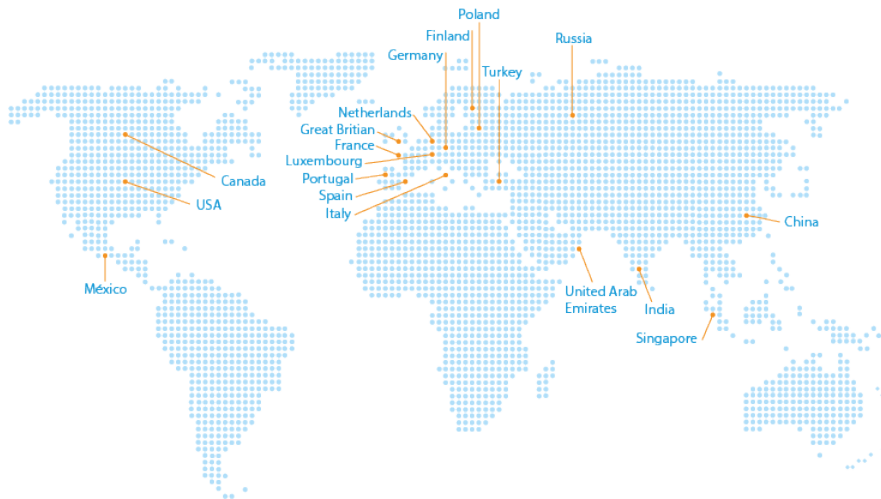 Poland
Finland
Russia
Germany
Turkey
Netherlands
Great Britian
France
Luxembourg
Canada
Portugal
Spain
USA
Italy
China
México
United Arab
Emirates
India
Singapore